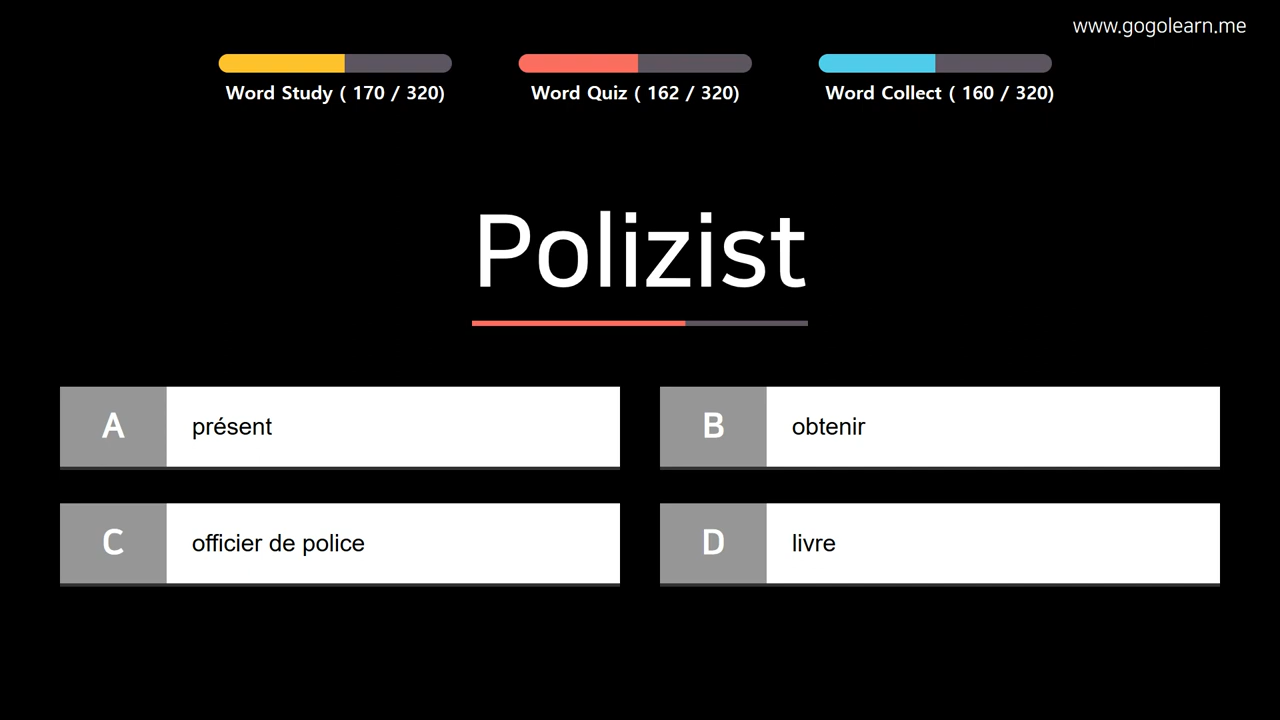 www.gogolearn.me
Word Study ( 170 / 320)
Word Quiz ( 162 / 320)
Word Collect ( 160 / 320)
Polizist
A
présent
B
obtenir
C
officier de police
D
livre